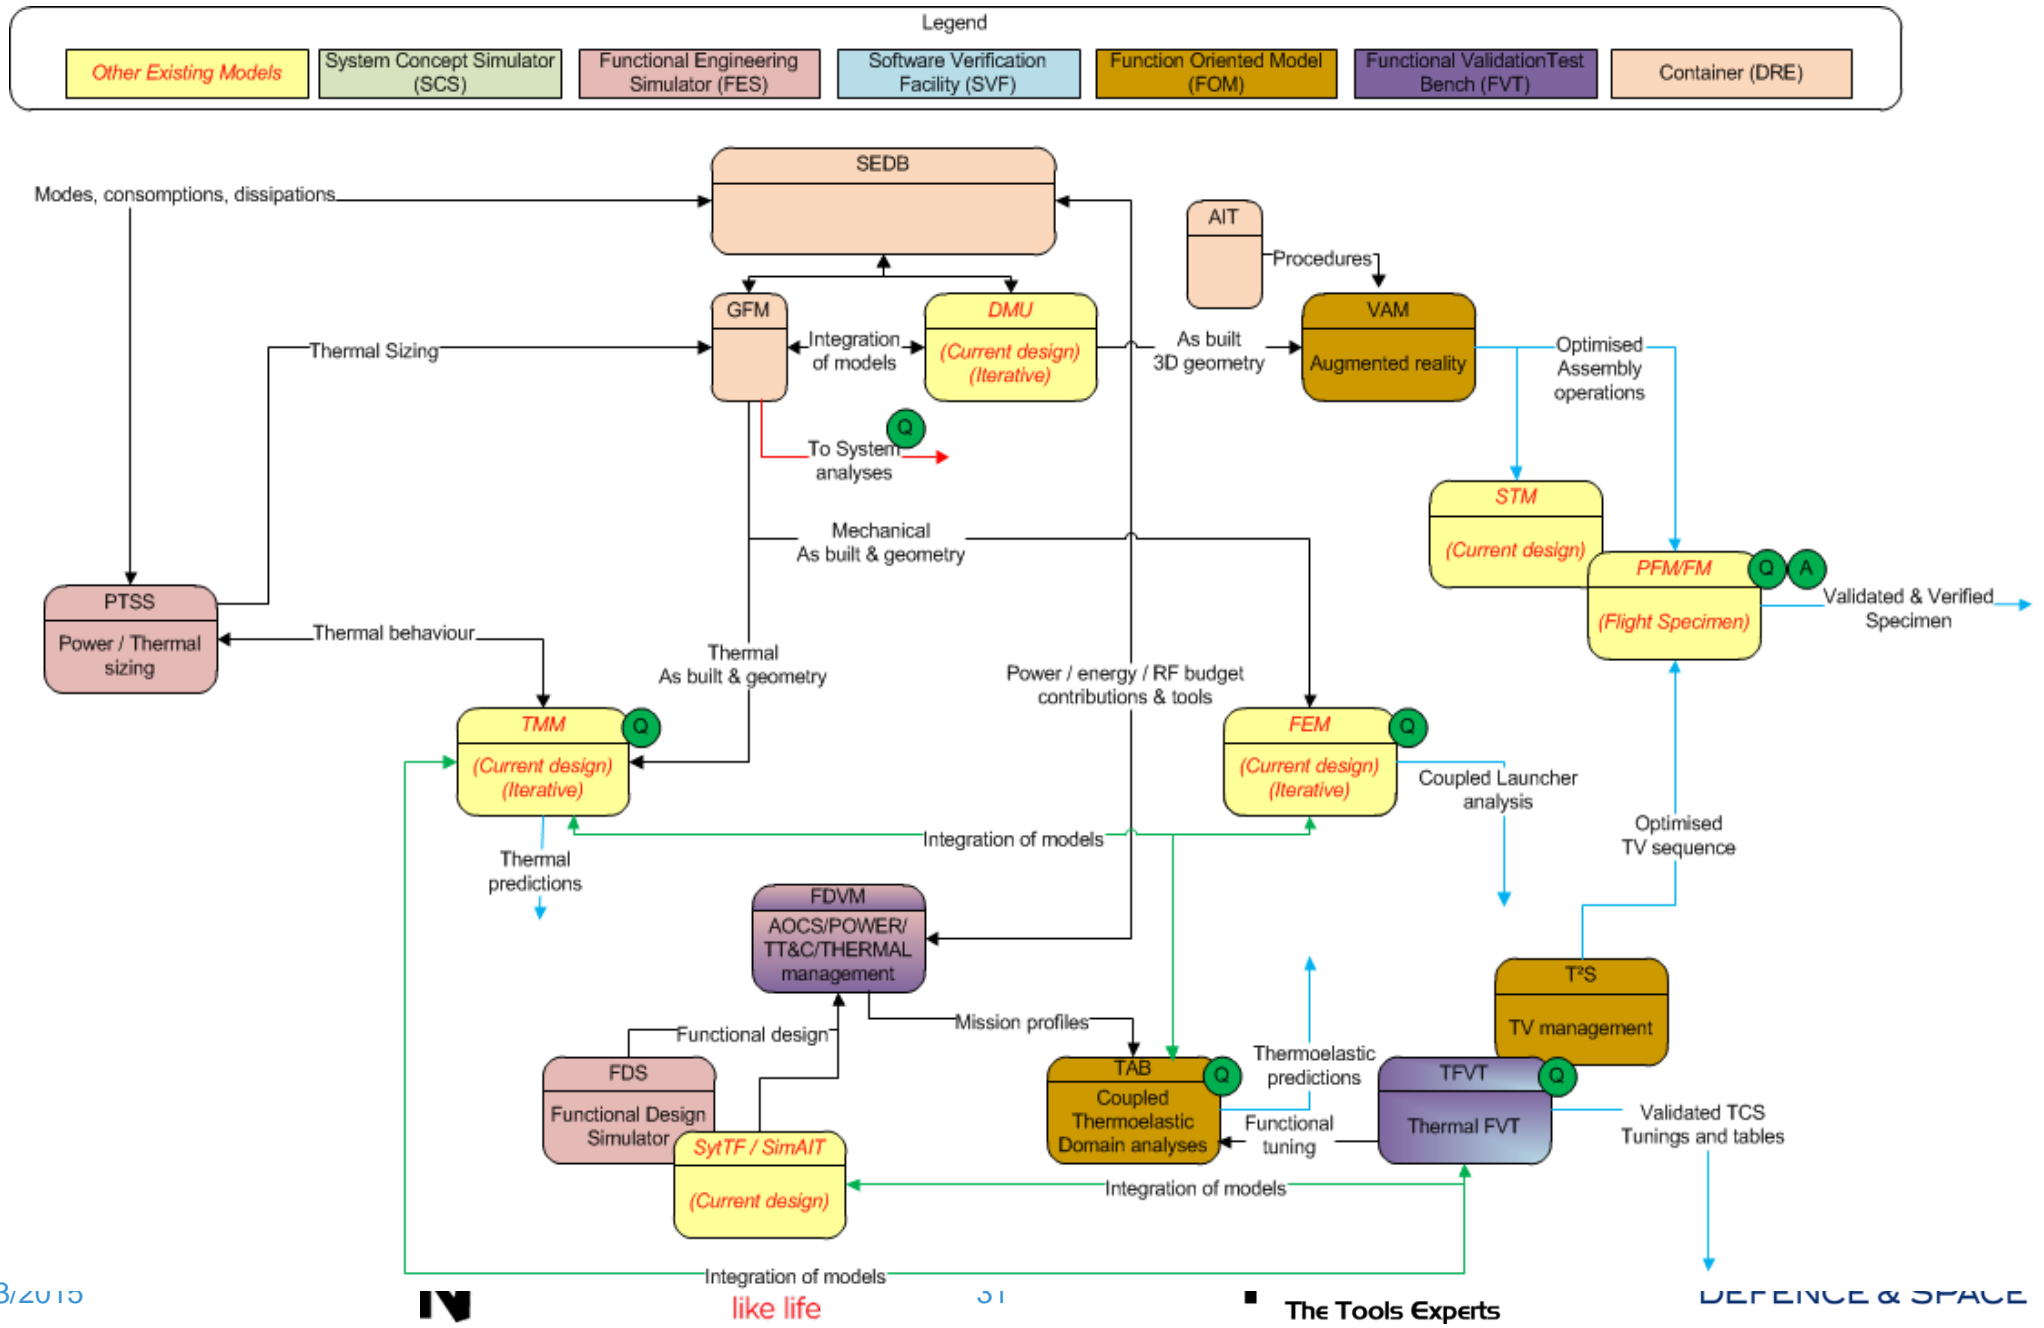 Legend
Other Existing Models
System Concept Simulator
(SCS)
Functional Engineering
Simulator (FES)
Software Verification
Facility (SVF)
Function Oriented Model
(FOM)
Functional ValidationTest
Bench (FVT)
Container (DRE)
SEDB
Modes, consomptions, dissipations
AIT
Procedures
GFM
DMU
(Current design)
(Iterative)
Integration
of models
As built
3D geometry
VAM
Augmented reality
Optimised
Assembly
operations
Thermal Sizing
Q
To System
analyses
STM
(Current design)
Mechanical
As built & geometry
PFM/FM
(Flight Specimen)
Q
A
Validated & Verified
Specimen
PTSS
Power / Thermal
sizing
Thermal behaviour
Thermal
As built & geometry
Power / energy / RF budget
contributions & tools
TMM
(Current design)
(Iterative)
Q
FEM
(Current design)
(Iterative)
Q
Coupled Launcher
analysis
Integration of models
Optimised
TV sequence
Thermal
predictions
FDVM
AOCS/POWER/
TT&C/THERMAL
management
T²S
TV management
Functional design
Mission profiles
FDS
Functional Design
Simulator
TAB
Coupled
Thermoelastic
Domain analyses
Q
Thermoelastic
predictions
Functional
tuning
TFVT
Thermal FVT
Q
Validated TCS
Tunings and tables
SytTF / SimAIT
(Current design)
Integration of models
Integration of models
3/2015
like life
31
The Tools Experts
DEFENCE & SPACE